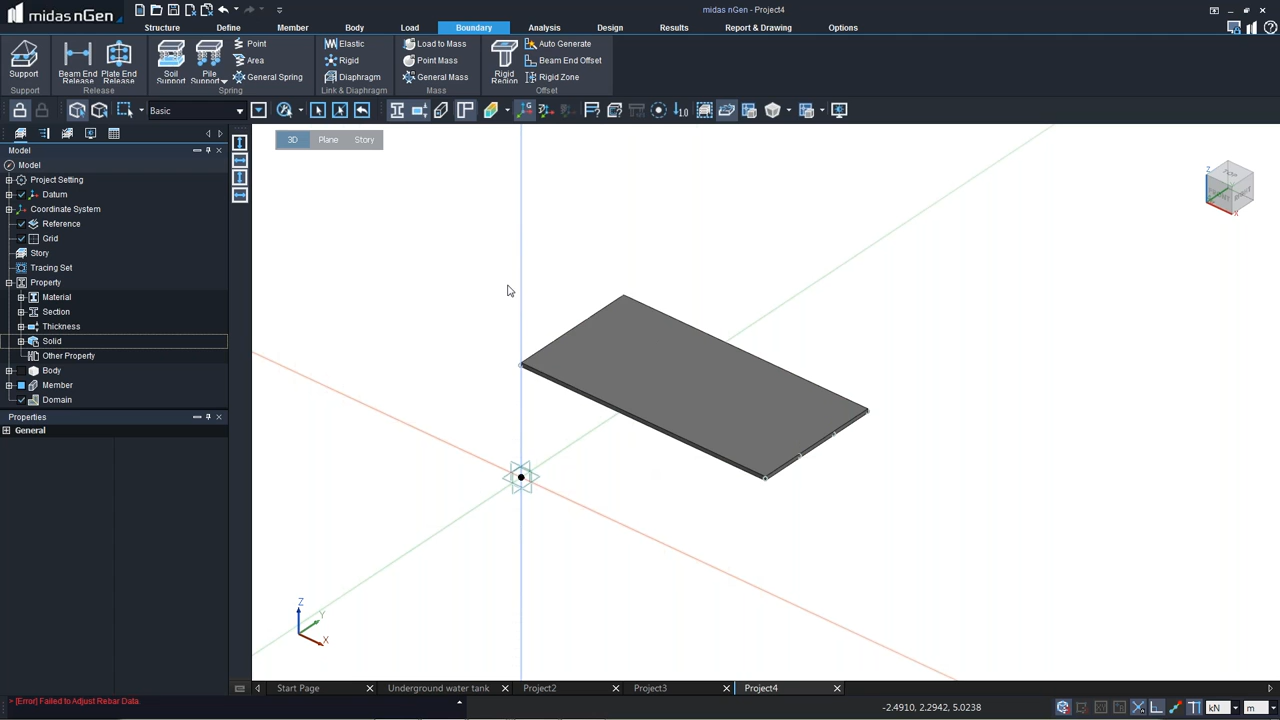 midas nGen
midas nGen - Project4
Structure Define Member Load Boundary Analysis Design Results Report & Drawing Options
Support
Beam End Release
Plate End Release
Soil Support
Pile Support
Point
Area
General Spring
Elastic
Rigid
Diaphragm
Load to Mass
Point Mass
General Mass
Rigid Region
Auto Generate
Beam End Offset
Rigid Zone
Support Release Spring Link & Diaphragm Mass Offset
Basic
1.0
3D Plane Story
Model
Model
Project Setting
Datum
Coordinate System
Reference
Grid
Story
Tracing Set
Property
Material
Section
Thickness
Solid
Other Property
Body
Member
Domain
Properties
General
Z
X
Z
Y
X
Start Page Underground water tank Project2 Project3 Project4
> [Error] Failed to Adjust Rebar Data.
-2.4910, 2.2942, 5.0238
kN m